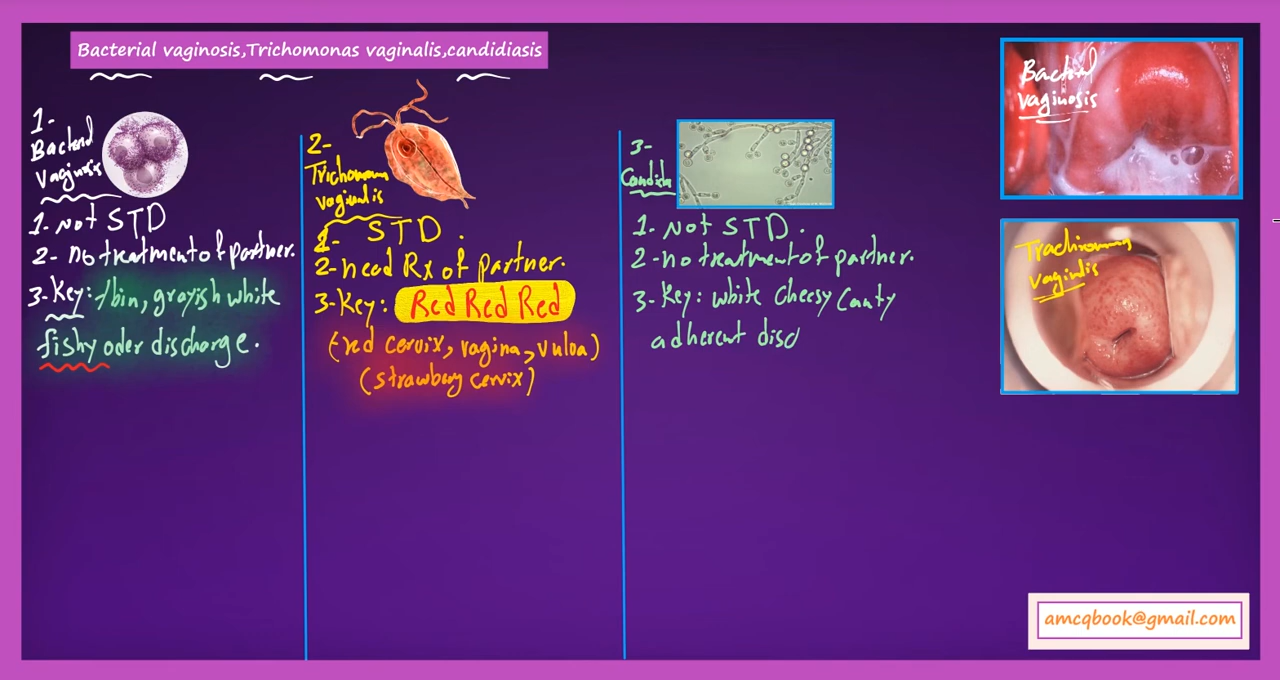 Bacterial vaginosis,Trichomonas vaginalis,candidiasis
1-
Bacterial
vaginosis
1- Not STD
2- no treatment of partner.
3- Key: thin, grayish white
fishy oder discharge.
2-
Trichomonas
vaginalis
1- STD.
2- need Rx of partner.
3- Key: Red Red Red
(red cervix, vagina, vulva)
(strawberry cervix)
3-
Candida
1- Not STD.
2- no treatment of partner.
3- Key: white cheesy
adherent disc
Bacterial
vaginosis
vaginalis
amcqbook@gmail.com